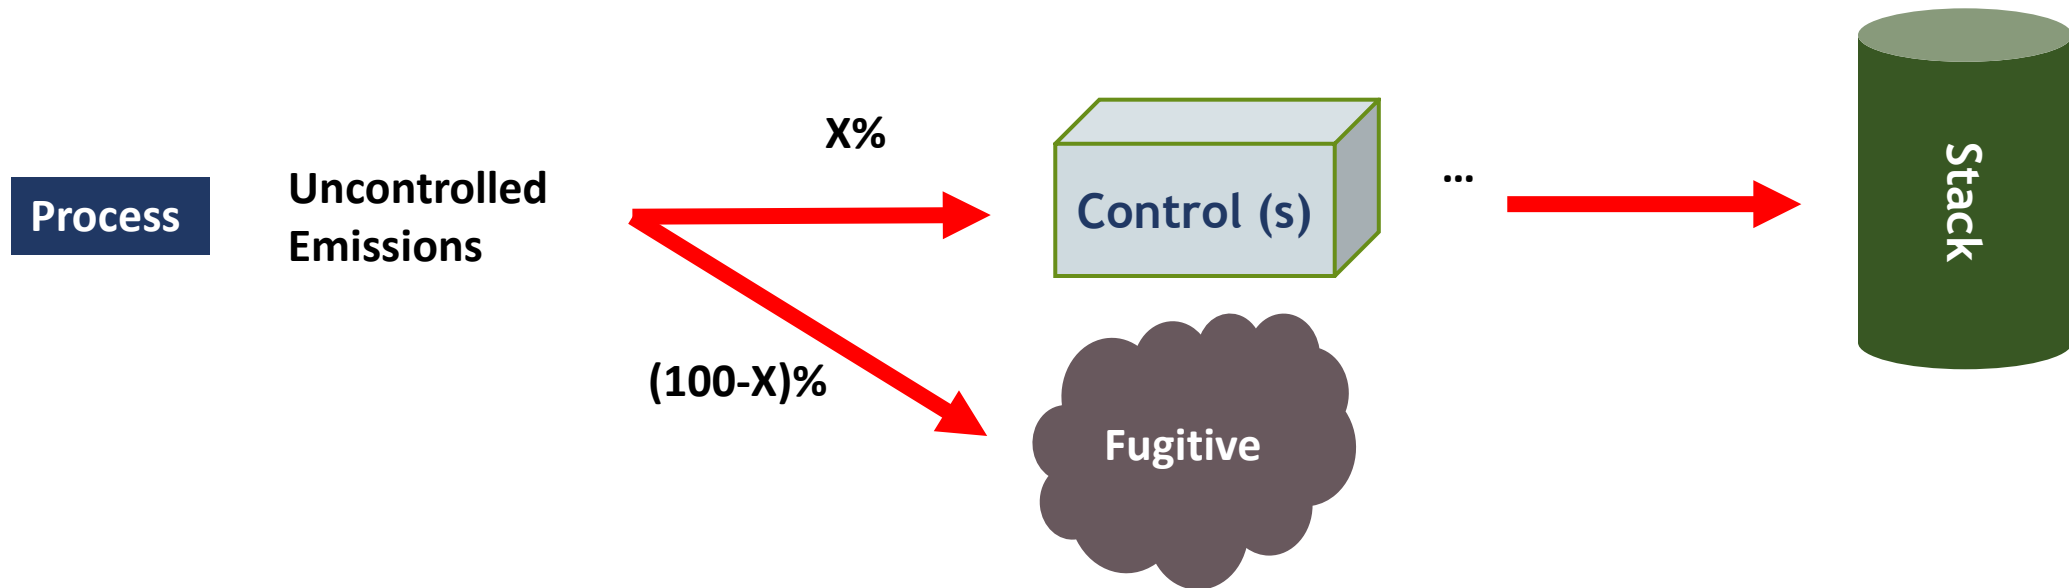 Process
Uncontrolled
Emissions
X%
(100-X)%
Control (s)
Fugitive
...
Stack